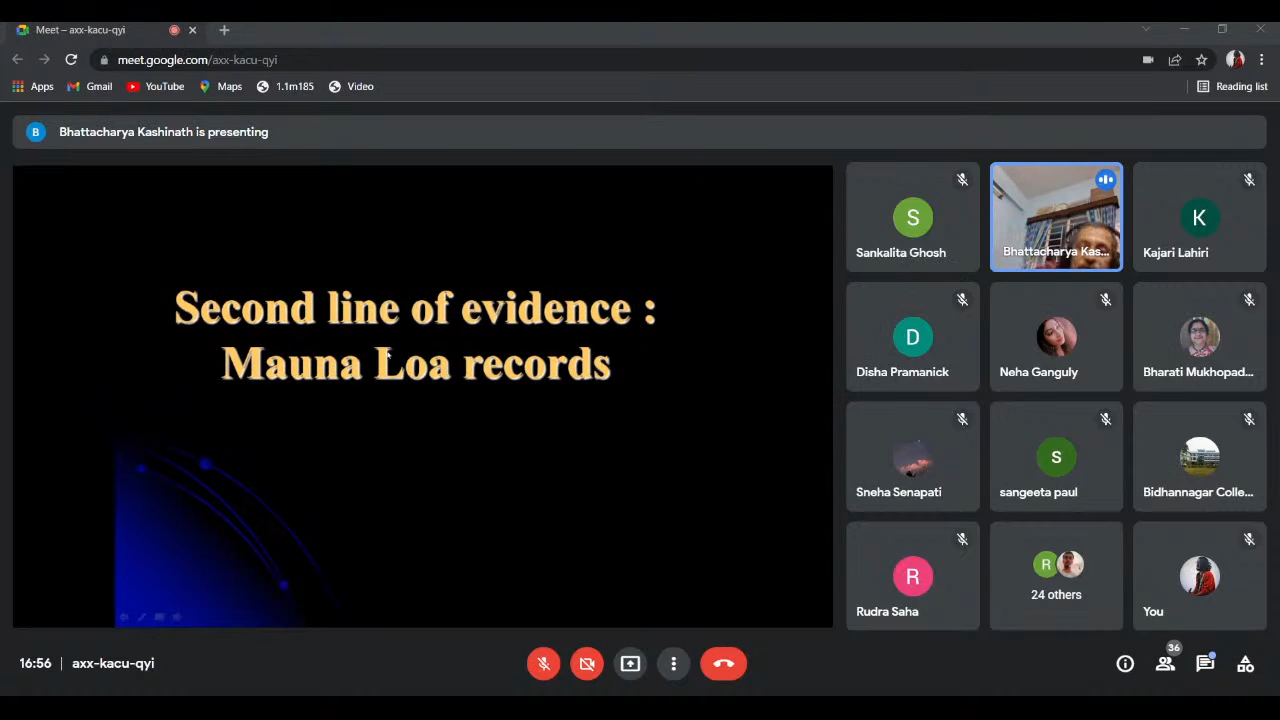 Meet – axx-kacu-qyi
meet.google.com/axx-kacu-qyi
Apps Gmail YouTube Maps 1.1m185 Video Reading list
B Bhattacharya Kashinath is presenting
Second line of evidence :
Mauna Loa records
S
Sankalita Ghosh
Bhattacharya Kas...
K
Kajari Lahiri
D
Disha Pramanick
Neha Ganguly
Bharati Mukhopad...
Sneha Senapati
S
sangeeta paul
Bidhannagar Colle...
R
Rudra Saha
R
24 others
You
16:56 | axx-kacu-qyi
36